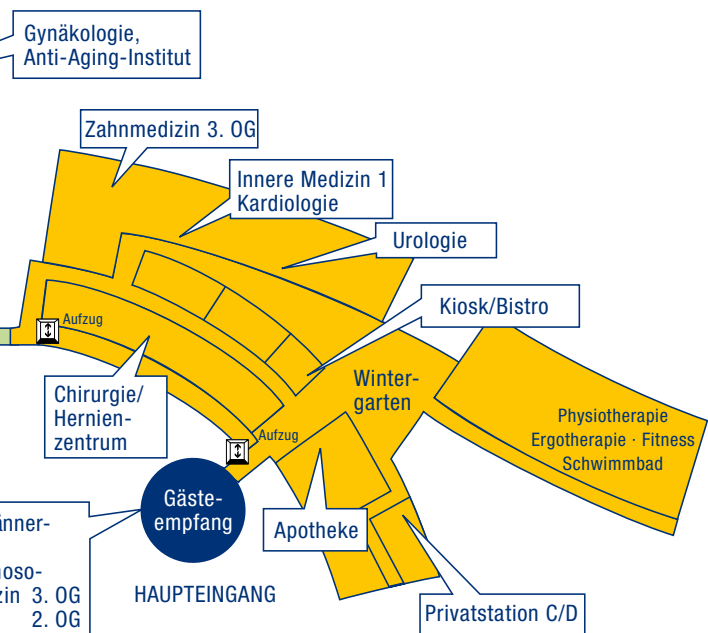 Gynäkologie,
Anti-Aging-Institut
Zahnmedizin 3. OG
Innere Medizin 1
Kardiologie
Urologie
Kiosk/Bistro
Aufzug
Chirurgie/
Hernien-
zentrum
Winter-
garten
Physiotherapie
Ergotherapie · Fitness
Schwimmbad
Aufzug
Gäste-
empfang
Apotheke
3. OG
2. OG
HAUPTEINGANG
Privatstation C/D